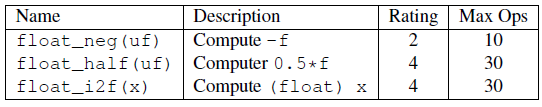 Name Description Rating Max Ops
float_neg(uf) Compute -f 2 10
float_half(uf) Computer 0.5*f 4 30
float_i2f(x) Compute (float) x 4 30